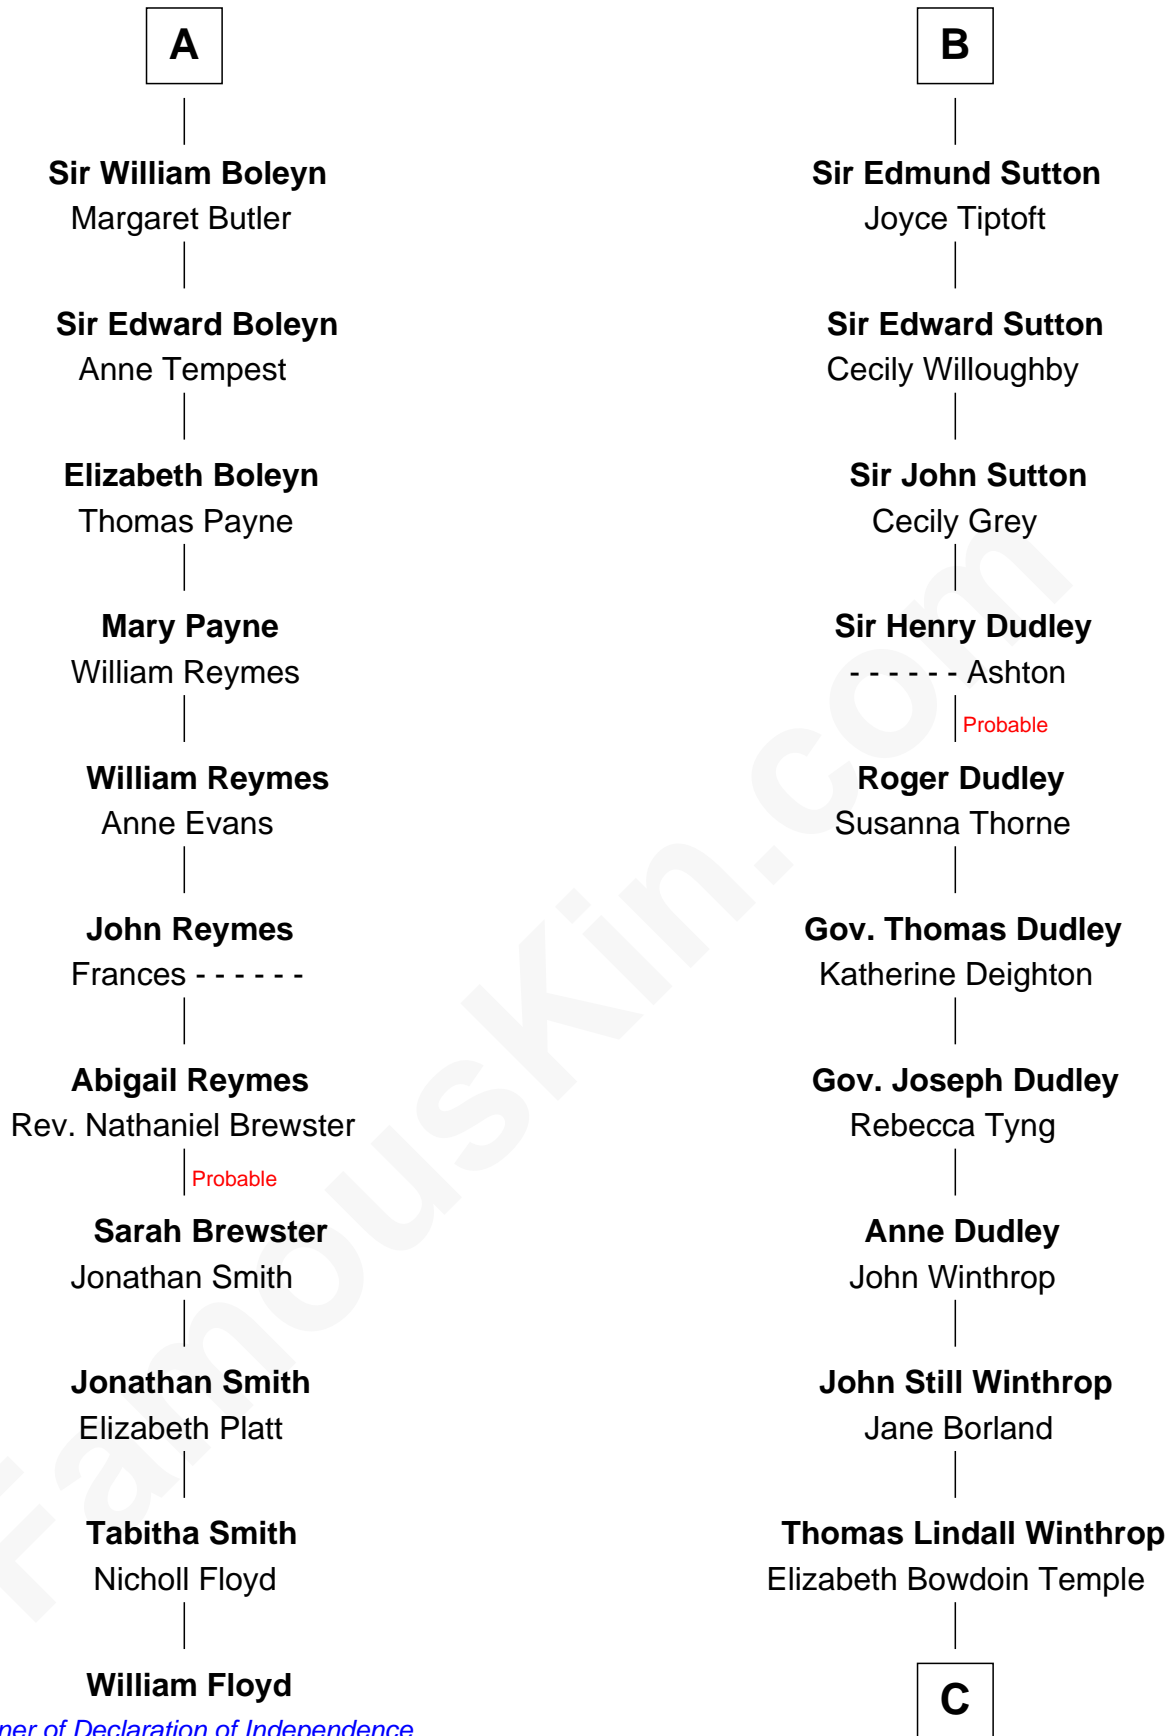 A
Sir William Boleyn
Margaret Butler
Sir Edward Boleyn
Anne Tempest
Elizabeth Boleyn
Thomas Payne
Mary Payne
William Reymes
William Reymes
Anne Evans
John Reymes
Frances - - - - - -
Abigail Reymes
Rev. Nathaniel Brewster
Probable
Sarah Brewster
Jonathan Smith
Jonathan Smith
Elizabeth Platt
Tabitha Smith
Nicholl Floyd
William Floyd
ner of Declaration of Independence
B
Sir Edmund Sutton
Joyce Tiptoft
Sir Edward Sutton
Cecily Willoughby
Sir John Sutton
Cecily Grey
Sir Henry Dudley
- - - - - - Ashton
Probable
Roger Dudley
Susanna Thorne
Gov. Thomas Dudley
Katherine Deighton
Gov. Joseph Dudley
Rebecca Tyng
Anne Dudley
John Winthrop
John Still Winthrop
Jane Borland
Thomas Lindall Winthrop
Elizabeth Bowdoin Temple
C
FamousKin.com